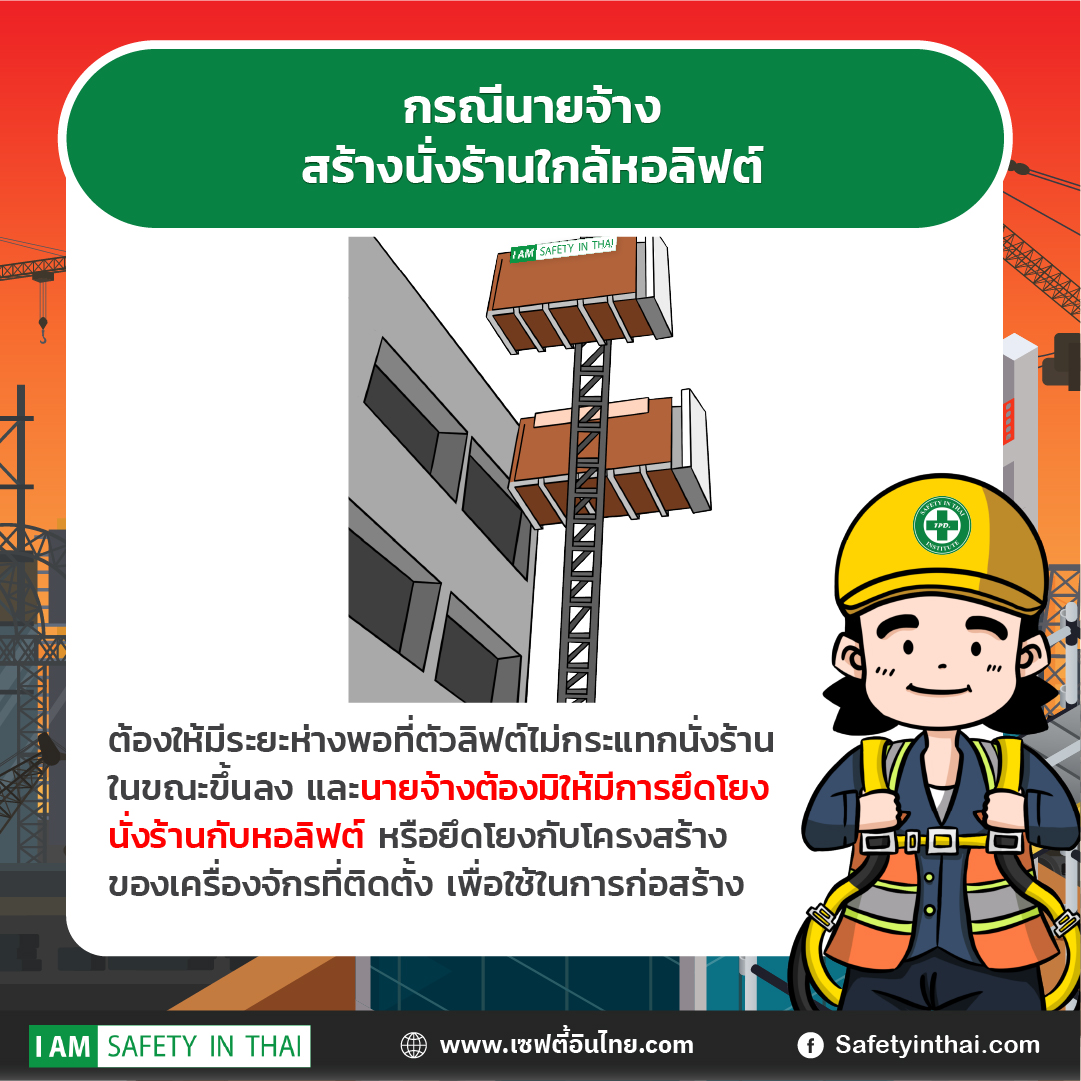 กรณีนายจ้าง
สร้างนั่งร้านใกล้หอลิฟต์
I AM SAFETY IN THAI
SAFETY IN THAI
TPD.
INSTITUTE
ต้องให้มีระยะห่างพอที่ตัวลิฟต์ไม่กระแทกนั่งร้าน
ในขณะขึ้นลง และนายจ้างต้องมิให้มีการยึดโยง
นั่งร้านกับหอลิฟต์ หรือยึดโยงกับโครงสร้าง
ของเครื่องจักรที่ติดตั้ง เพื่อใช้ในการก่อสร้าง
I AM SAFETY IN THAI
www.เซฟตี้อินไทย.com
Safetyinthai.com